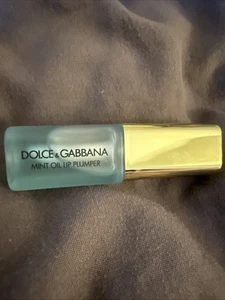 DOLCE & GABBANA
MINT OIL LIP PLUMPER